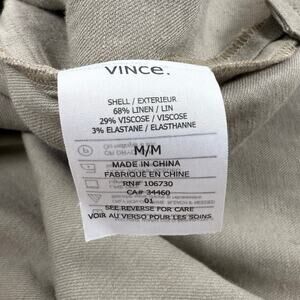 VINCE.
SHELL / EXTERIEUR
68% LINEN / LIN
29% VISCOSE / VISCOSE
3% ELASTANE / ELASTHANNE
M/M
MADE IN CHINA
FABRIQUÉ EN CHINE
RN# 106730
CA# 34460
01
SEE REVERSE FOR CARE
VOIR AU VERSO POUR LES SOINS